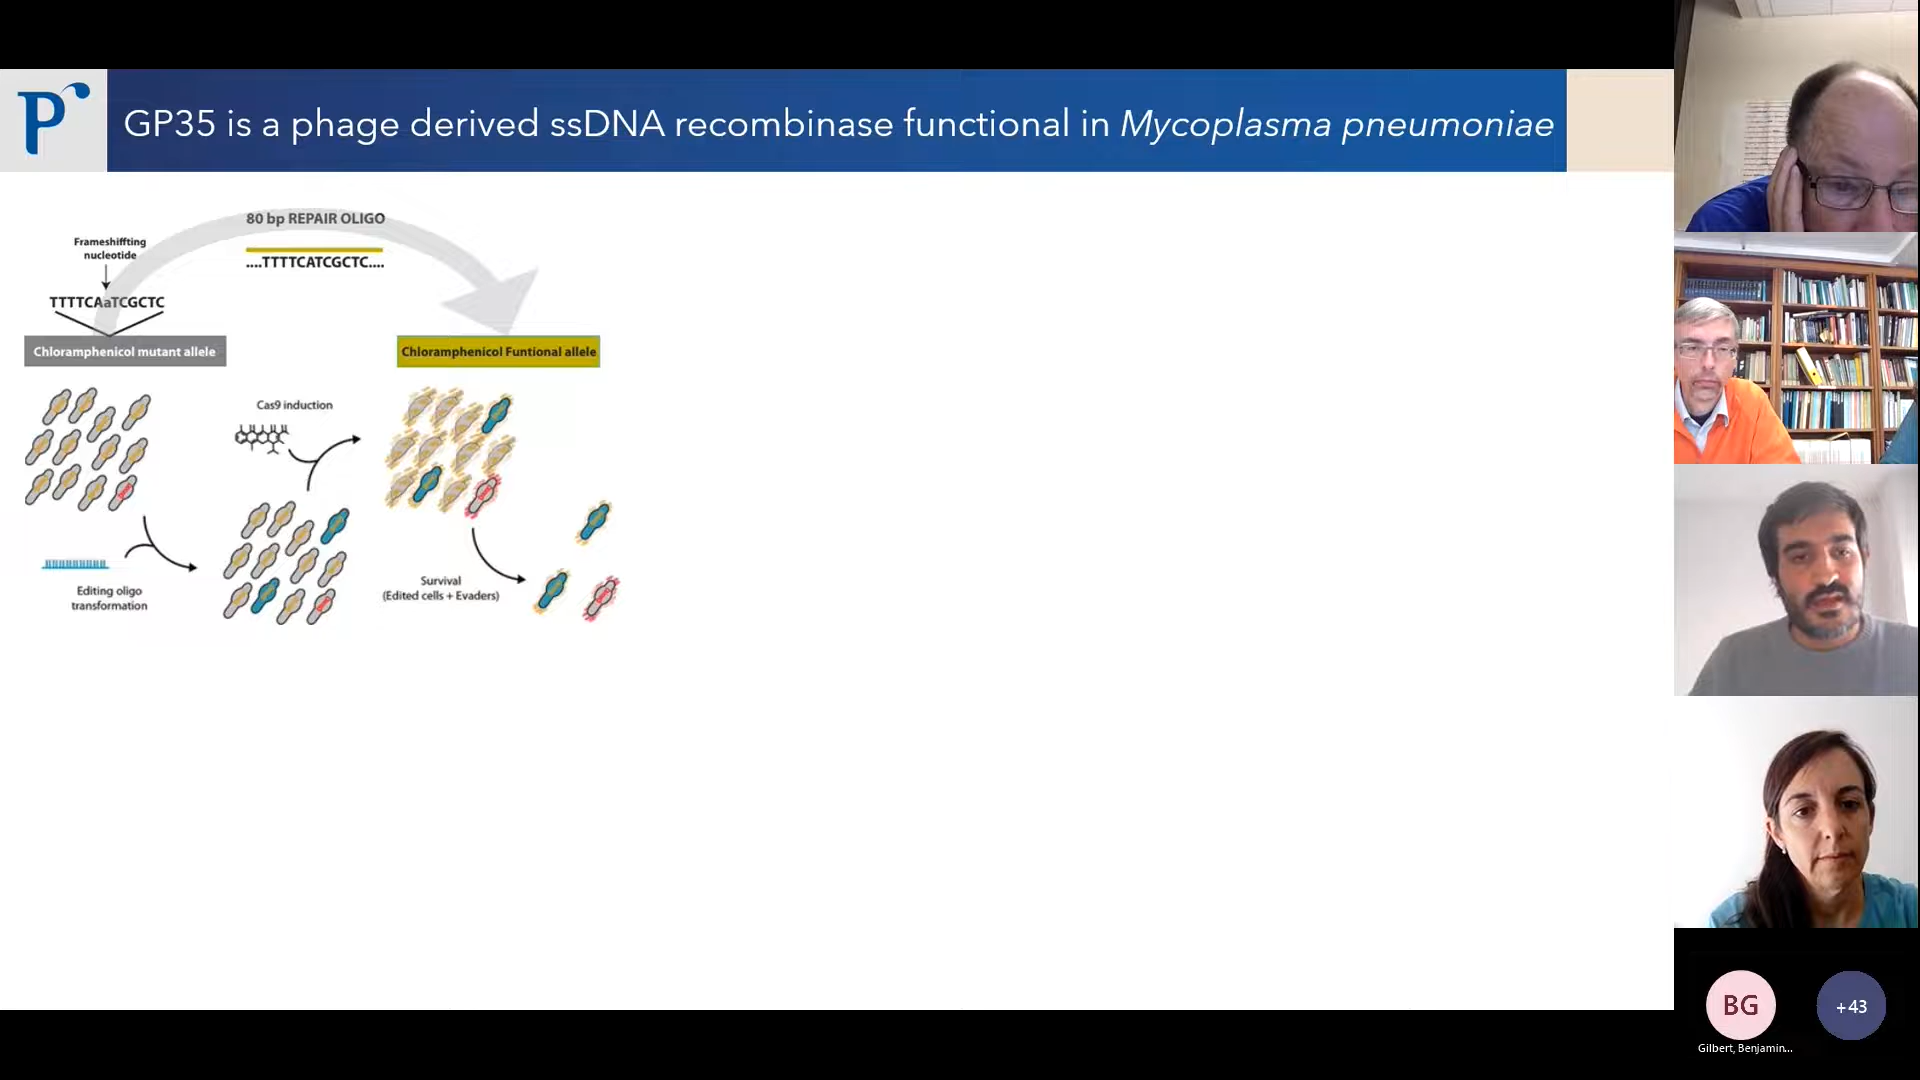 P
GP35 is a phage derived ssDNA recombinase functional in Mycoplasma pneumoniae
80 bp REPAIR OLIGO
....TTTTCATCGCTC....
Frameshiffting
nucleotide
TTTTCAaTCGCTC
Chloramphenicol mutant allele
Chloramphenicol Funtional allele
Cas9 induction
Editing oligo
transformation
Survival
(Edited cells + Evaders)
BG
+43
Gilbert, Benjamin...